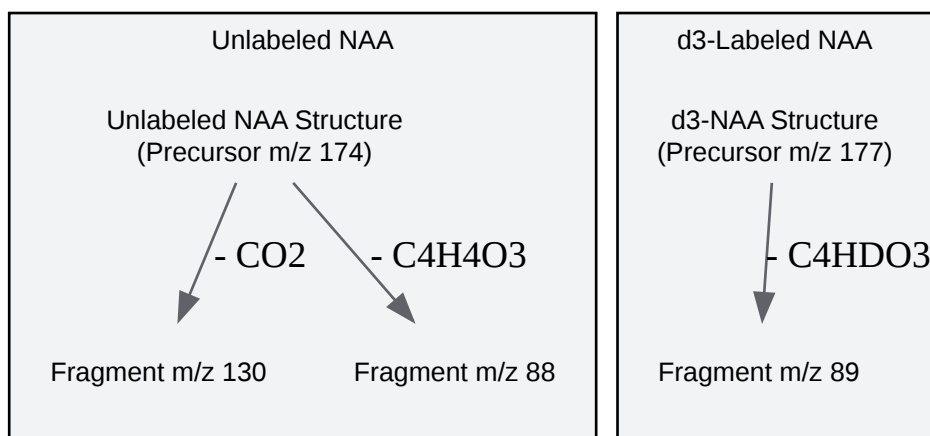 Unlabeled NAA
Unlabeled NAA Structure
(Precursor m/z 174)
- CO2
- C4H4O3
Fragment m/z 130
Fragment m/z 88
d3-Labeled NAA
d3-NAA Structure
(Precursor m/z 177)
- C4HDO3
Fragment m/z 89